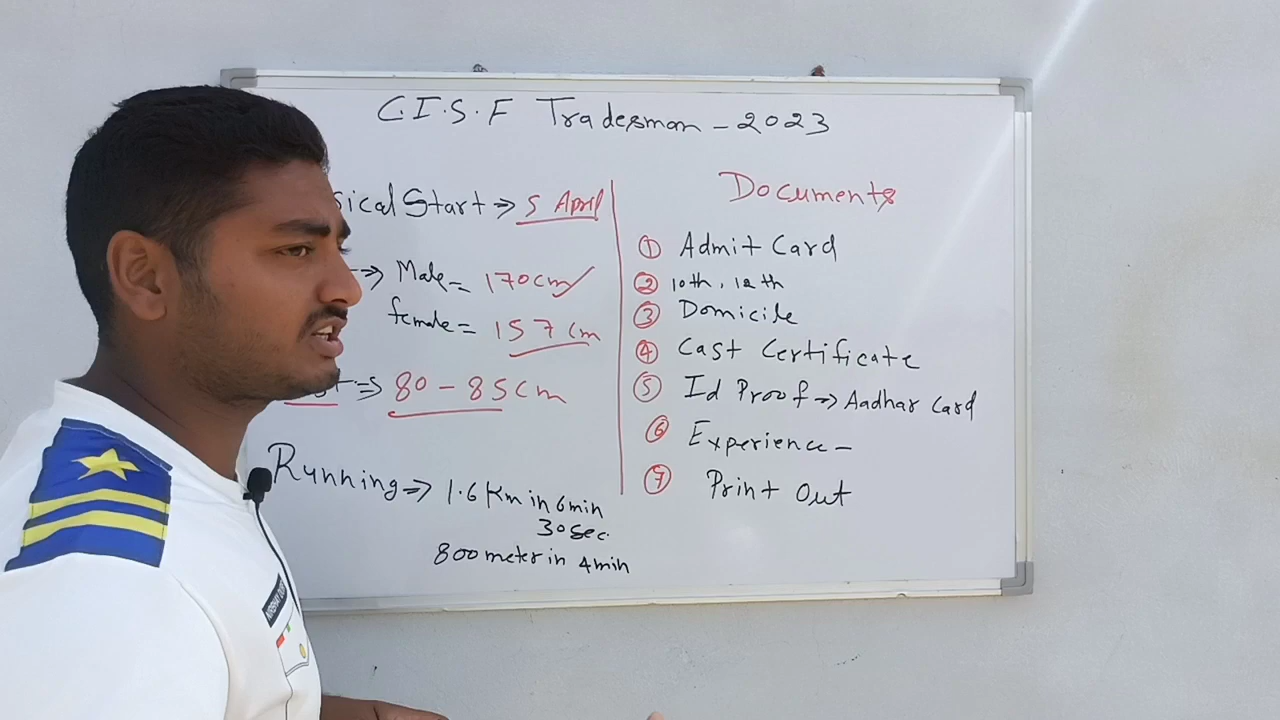 C.I.S.F Tradesman - 2023
sical Start → 5 April
→ Male = 170cm
female = 157 cm
⇒ 80 - 85cm
Running ⇒ 1.6 Km in 6min
30sec.
800 meter in 4min
Documents
① Admit Card
② 10th, 12th
③ Domicile
④ Cast Certificate
⑤ Id Proof → Aadhar Card
⑥ Experience -
⑦ Print Out